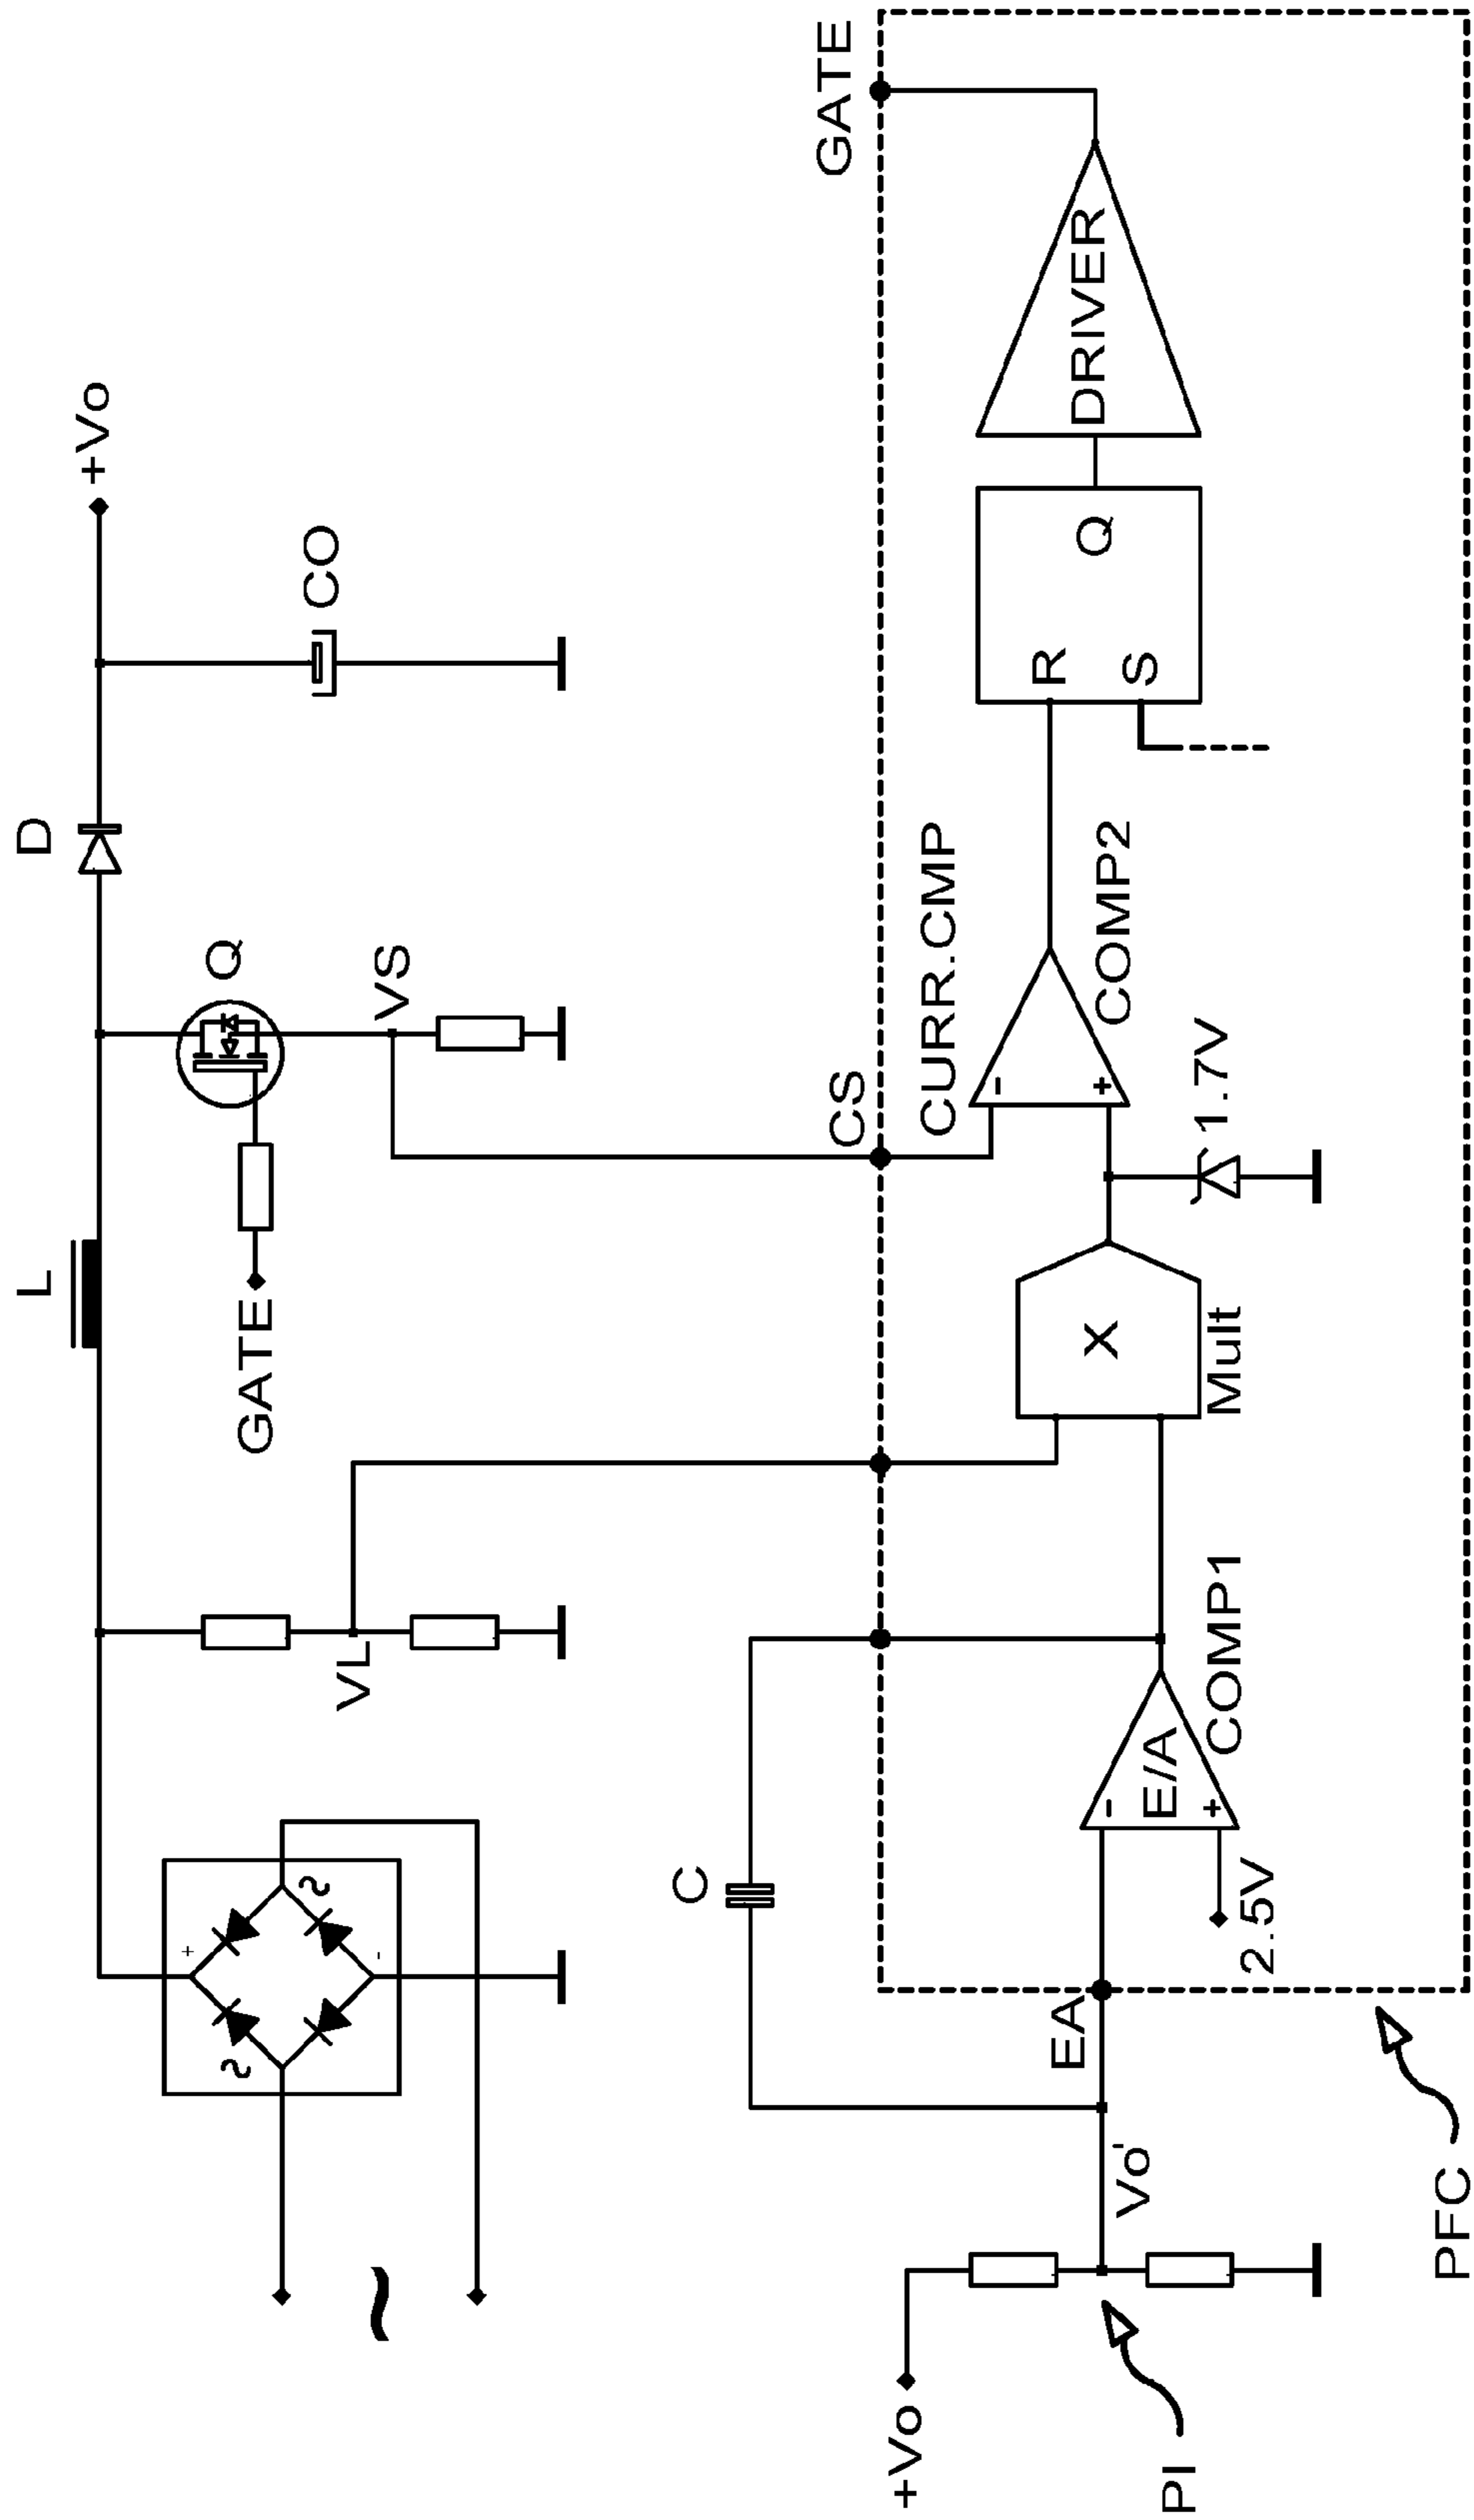 L
D
+Vo
GATE
Q
CO
VS
VL
+
-
~
~
~
C
CS
GATE
CURR.CMP
-
+
COMP2
R
S
Q
DRIVER
X
Mult
1.7V
E/A
-
+
COMP1
2.5V
EA
Vo'
+Vo
PI
PFC